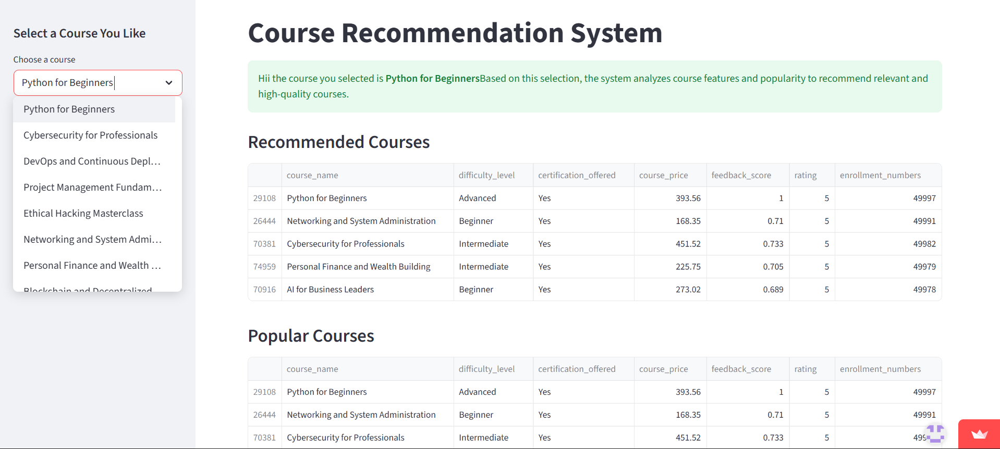 Select a Course You Like
Choose a course
Python for Beginners
Python for Beginners
Cybersecurity for Professionals
DevOps and Continuous Depl...
Project Management Fundam...
Ethical Hacking Masterclass
Networking and System Admi...
Personal Finance and Wealth ...
Blockchain and Decentralized
Course Recommendation System
Hii the course you selected is Python for BeginnersBased on this selection, the system analyzes course features and popularity to recommend relevant and
high-quality courses.
Recommended Courses
course_name difficulty_level certification_offered course_price feedback_score rating enrollment_numbers
29108 Python for Beginners Advanced Yes 393.56 1 5 49997
26444 Networking and System Administration Beginner Yes 168.35 0.71 5 49991
70381 Cybersecurity for Professionals Intermediate Yes 451.52 0.733 5 49982
74959 Personal Finance and Wealth Building Intermediate Yes 225.75 0.705 5 49979
70916 AI for Business Leaders Beginner Yes 273.02 0.689 5 49978
Popular Courses
course_name difficulty_level certification_offered course_price feedback_score rating enrollment_numbers
29108 Python for Beginners Advanced Yes 393.56 1 5 49997
26444 Networking and System Administration Beginner Yes 168.35 0.71 5 49991
70381 Cybersecurity for Professionals Intermediate Yes 451.52 0.733 5